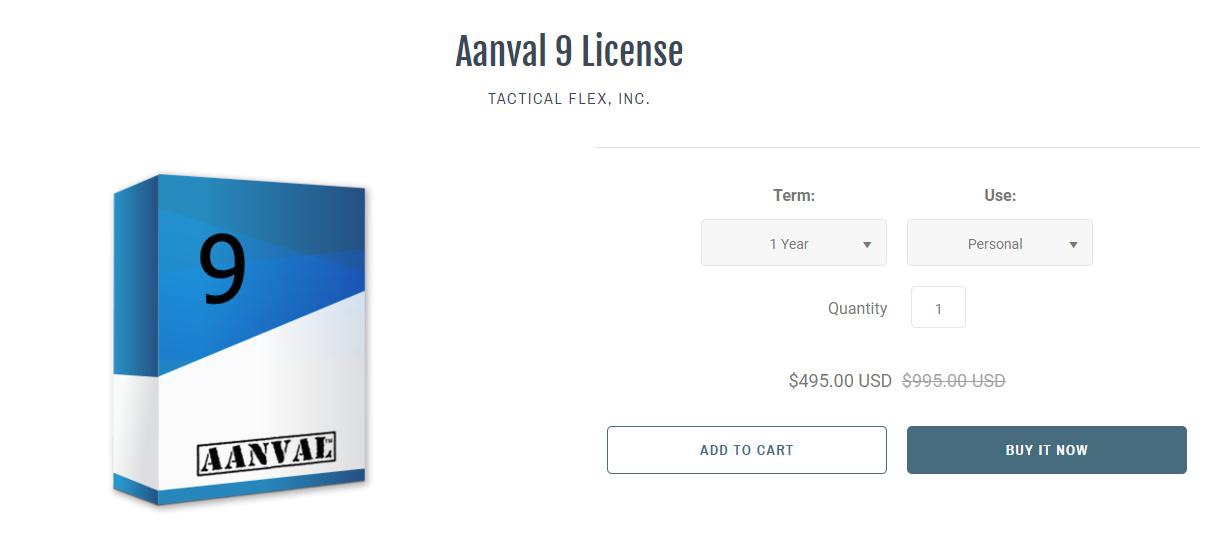 Aanval 9 License
TACTICAL FLEX, INC.
9
AANVAL™
Term:
Use:
1 Year
Personal
Quantity
1
$495.00 USD $995.00 USD
ADD TO CART
BUY IT NOW